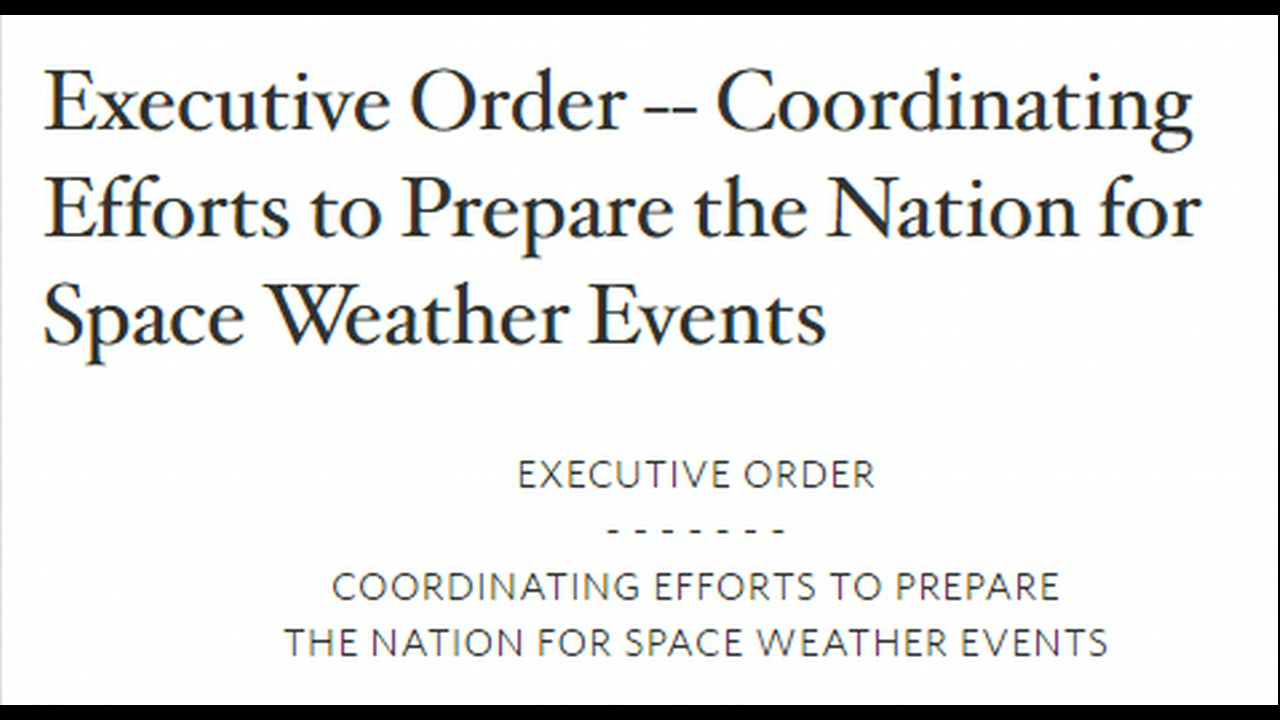 Executive Order -- Coordinating
Efforts to Prepare the Nation for
Space Weather Events
EXECUTIVE ORDER
- - - - - - -
COORDINATING EFFORTS TO PREPARE
THE NATION FOR SPACE WEATHER EVENTS